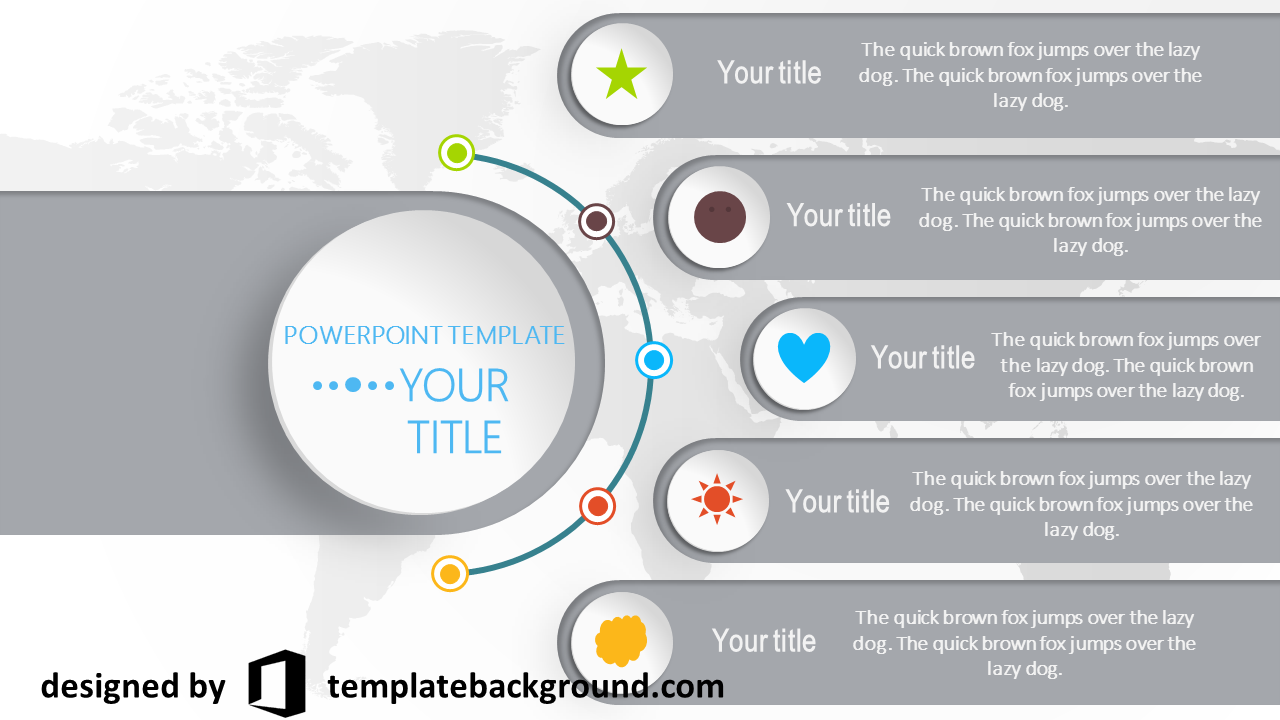 POWERPOINT TEMPLATE
YOUR
TITLE
Your title
The quick brown fox jumps over the lazy
dog. The quick brown fox jumps over the
lazy dog.
Your title
The quick brown fox jumps over the lazy
dog. The quick brown fox jumps over the
lazy dog.
Your title
The quick brown fox jumps over
the lazy dog. The quick brown
fox jumps over the lazy dog.
Your title
The quick brown fox jumps over the lazy
dog. The quick brown fox jumps over the
lazy dog.
Your title
The quick brown fox jumps over the lazy
dog. The quick brown fox jumps over the
lazy dog.
designed by templatebackground.com